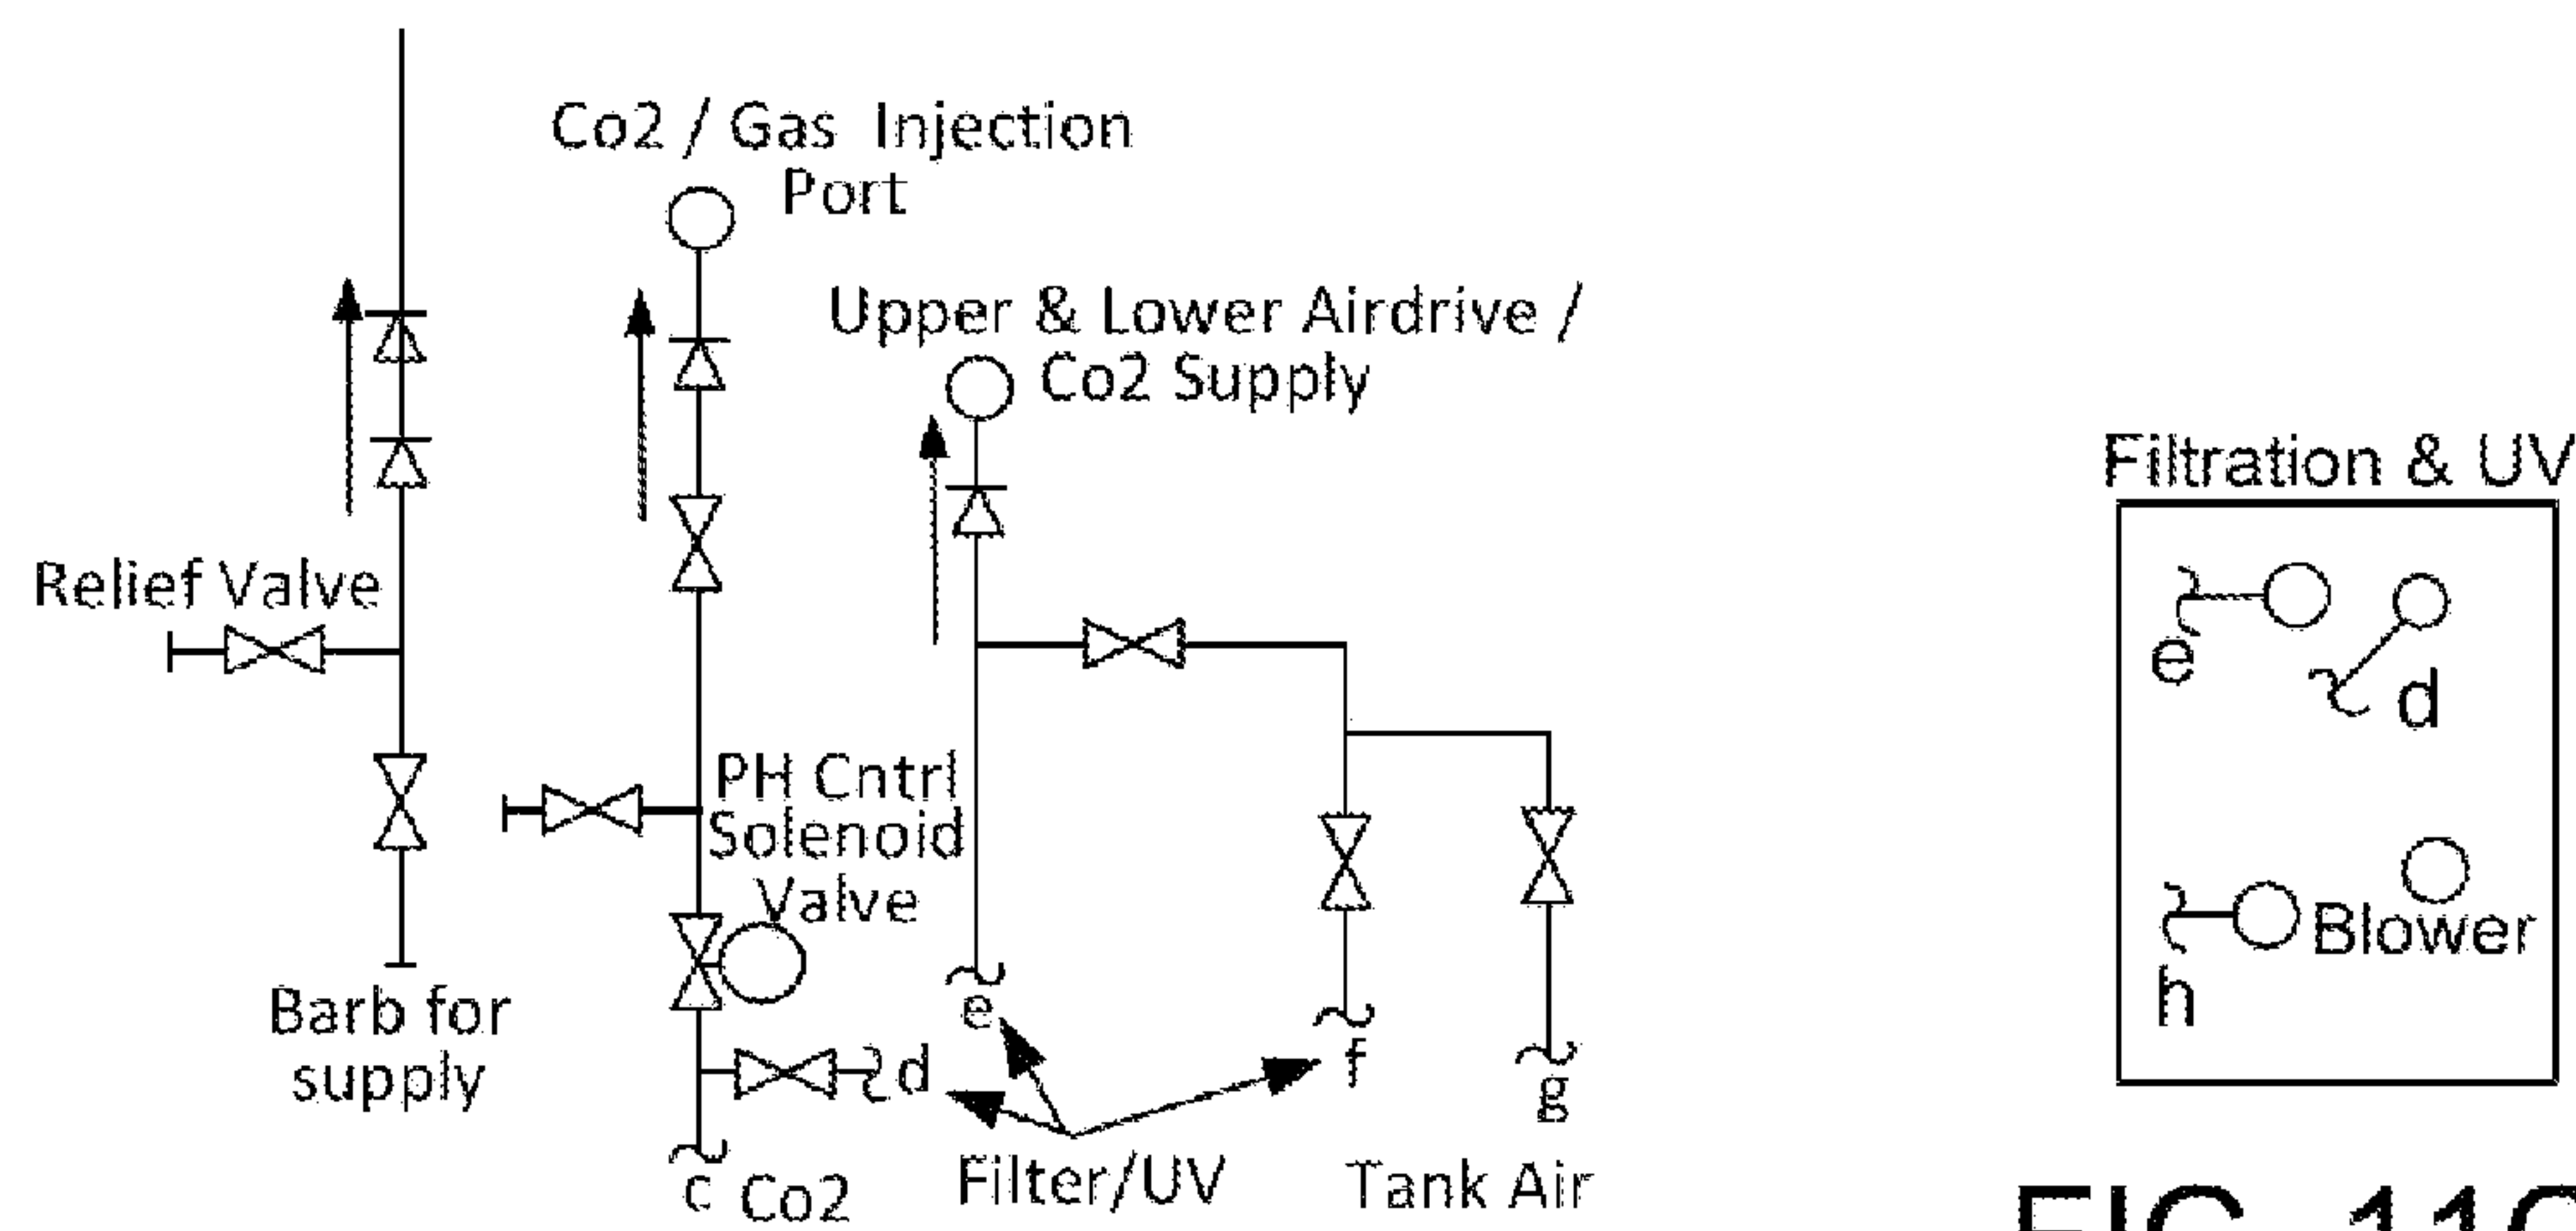 Co2 / Gas Injection
Port
Upper & Lower Airdrive /
Co2 Supply
Filtration & UV
Relief Valve
e
d
PH Cntrl
Solenoid
Valve
Blower
h
Barb for
supply
e
d
f
g
c Co2
Filter/UV
Tank Air